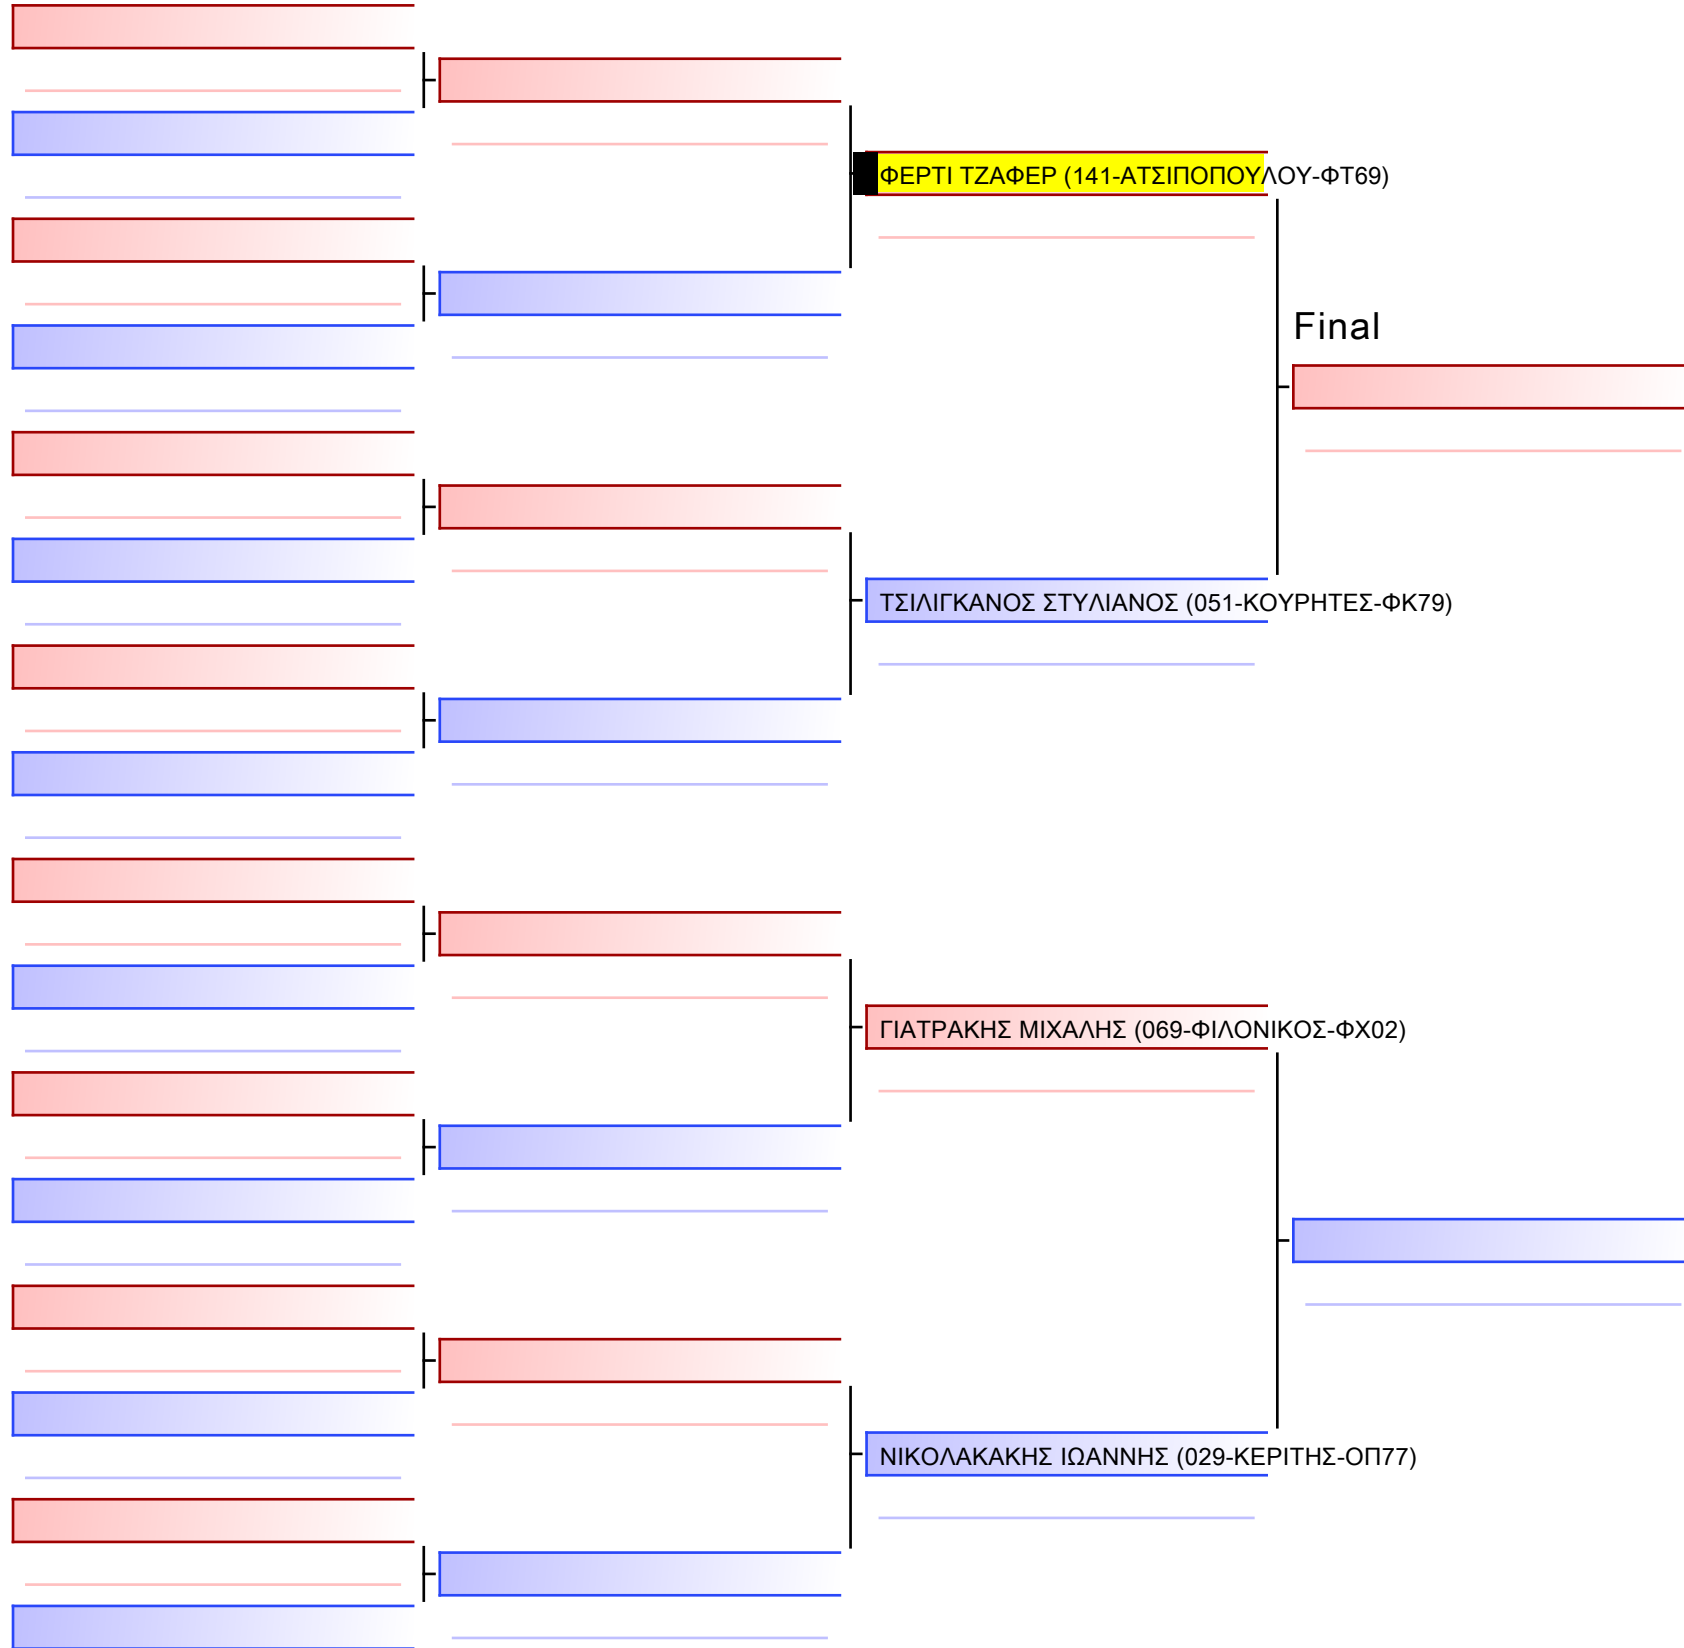 ΦΕΡΤΙ ΤΖΑΦΕΡ (141-ΑΤΣΙΠΟΠΟΥΛΟΥ-ΦΤ69)
Final
ΤΣΙΛΙΓΚΑΝΟΣ ΣΤΥΛΙΑΝΟΣ (051-ΚΟΥΡΗΤΕΣ-ΦΚ79)
ΓΙΑΤΡΑΚΗΣ ΜΙΧΑΛΗΣ (069-ΦΙΛΟΝΙΚΟΣ-ΦΧ02)
ΝΙΚΟΛΑΚΑΚΗΣ ΙΩΑΝΝΗΣ (029-ΚΕΡΙΤΗΣ-ΟΠ77)